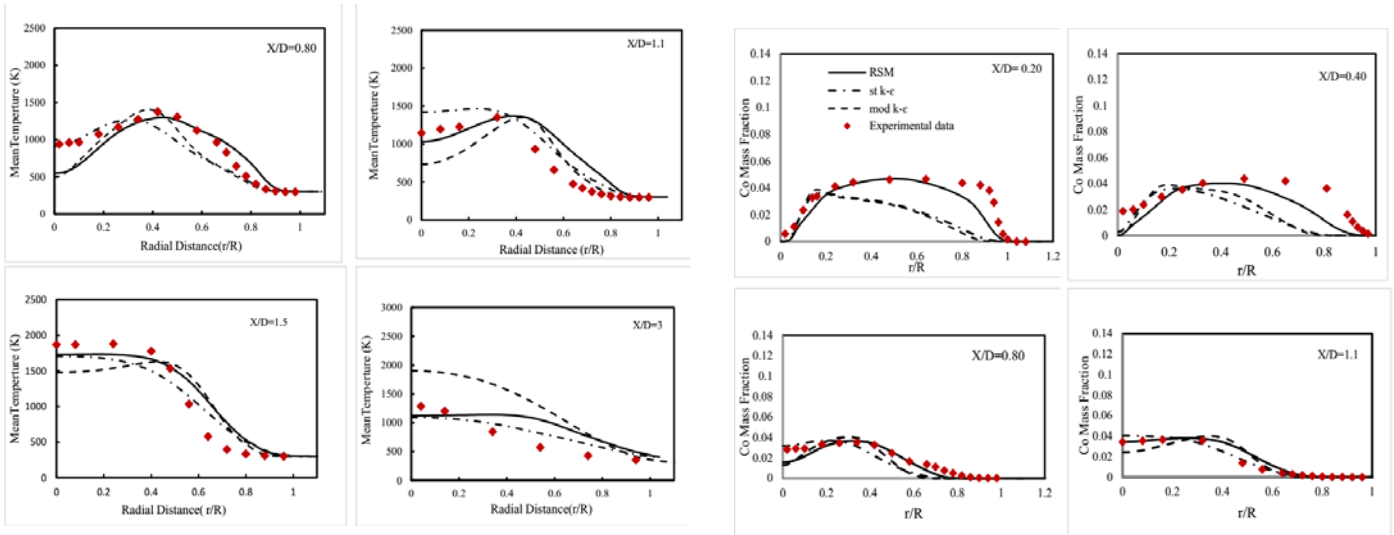 X/D=0.80
MeanTemperture (K)
2500
2000
1500
1000
500
0
0 0.2 0.4 0.6 0.8 1
Radial Distance(r/R)
X/D=1.1
MeanTemperture (K)
2500
2000
1500
1000
500
0
0 0.2 0.4 0.6 0.8 1
Radial Distance (r/R)
X/D= 0.20
Co Mass Fraction
0.14
0.12
0.1
0.08
0.06
0.04
0.02
0
RSM
st k-ε
mod k-ε
Experimental data
0 0.2 0.4 0.6 0.8 1 1.2
r/R
X/D=0.40
Co Mass Fraction
0.14
0.12
0.1
0.08
0.06
0.04
0.02
0
0 0.2 0.4 0.6 0.8 1
r/R
X/D=1.5
MeanTemperture (K)
2500
2000
1500
1000
500
0
0 0.2 0.4 0.6 0.8 1
Radial Distance( r/R)
X/D=3
MeanTemperture (K)
3000
2500
2000
1500
1000
500
0
0 0.2 0.4 0.6 0.8 1
Radial Distance(r/R)
X/D=0.80
Co Mass Fraction
0.14
0.12
0.1
0.08
0.06
0.04
0.02
0
0 0.2 0.4 0.6 0.8 1 1.2
r/R
X/D=1.1
Co Mass Fraction
0.14
0.12
0.1
0.08
0.06
0.04
0.02
0
0 0.2 0.4 0.6 0.8 1
r/R